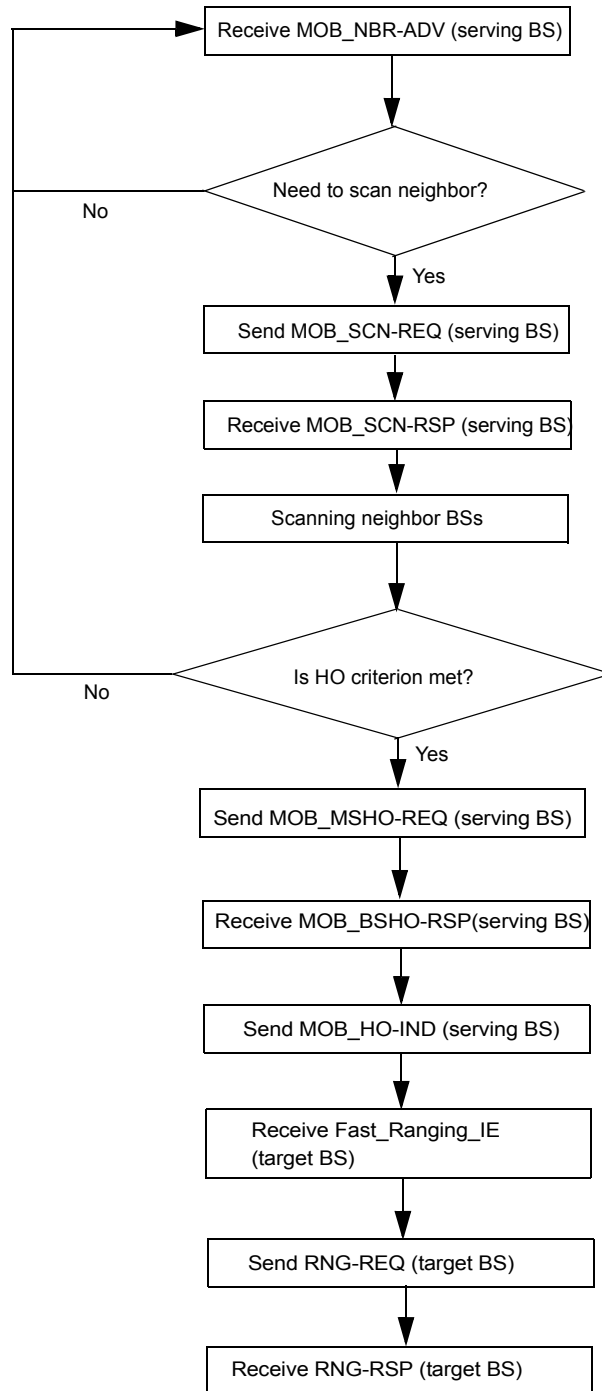 Receive MOB_NBR-ADV (serving BS)
Need to scan neighbor?
No
Yes
Send MOB_SCN-REQ (serving BS)
Receive MOB_SCN-RSP (serving BS)
Scanning neighbor BSs
Is HO criterion met?
No
Yes
Send MOB_MSHO-REQ (serving BS)
Receive MOB_BSHO-RSP(serving BS)
Send MOB_HO-IND (serving BS)
Receive Fast_Ranging_IE
(target BS)
Send RNG-REQ (target BS)
Receive RNG-RSP (target BS)